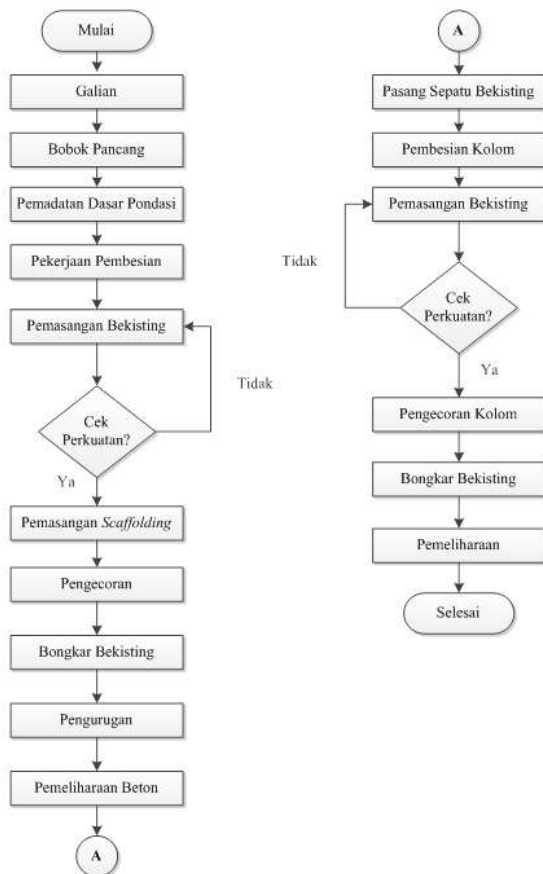 Mulai
Galian
Bobok Pancang
Pemadatan Dasar Pondasi
Pekerjaan Pembesian
Pemasangan Bekisting
Tidak
Cek
Perkuatan?
Ya
Pemasangan Scaffolding
Pengecoran
Bongkar Bekisting
Pengurugan
Pemeliharaan Beton
A
A
Pasang Sepatu Bekisting
Pembesian Kolom
Pemasangan Bekisting
Tidak
Cek
Perkuatan?
Ya
Pengecoran Kolom
Bongkar Bekisting
Pemeliharaan
Selesai